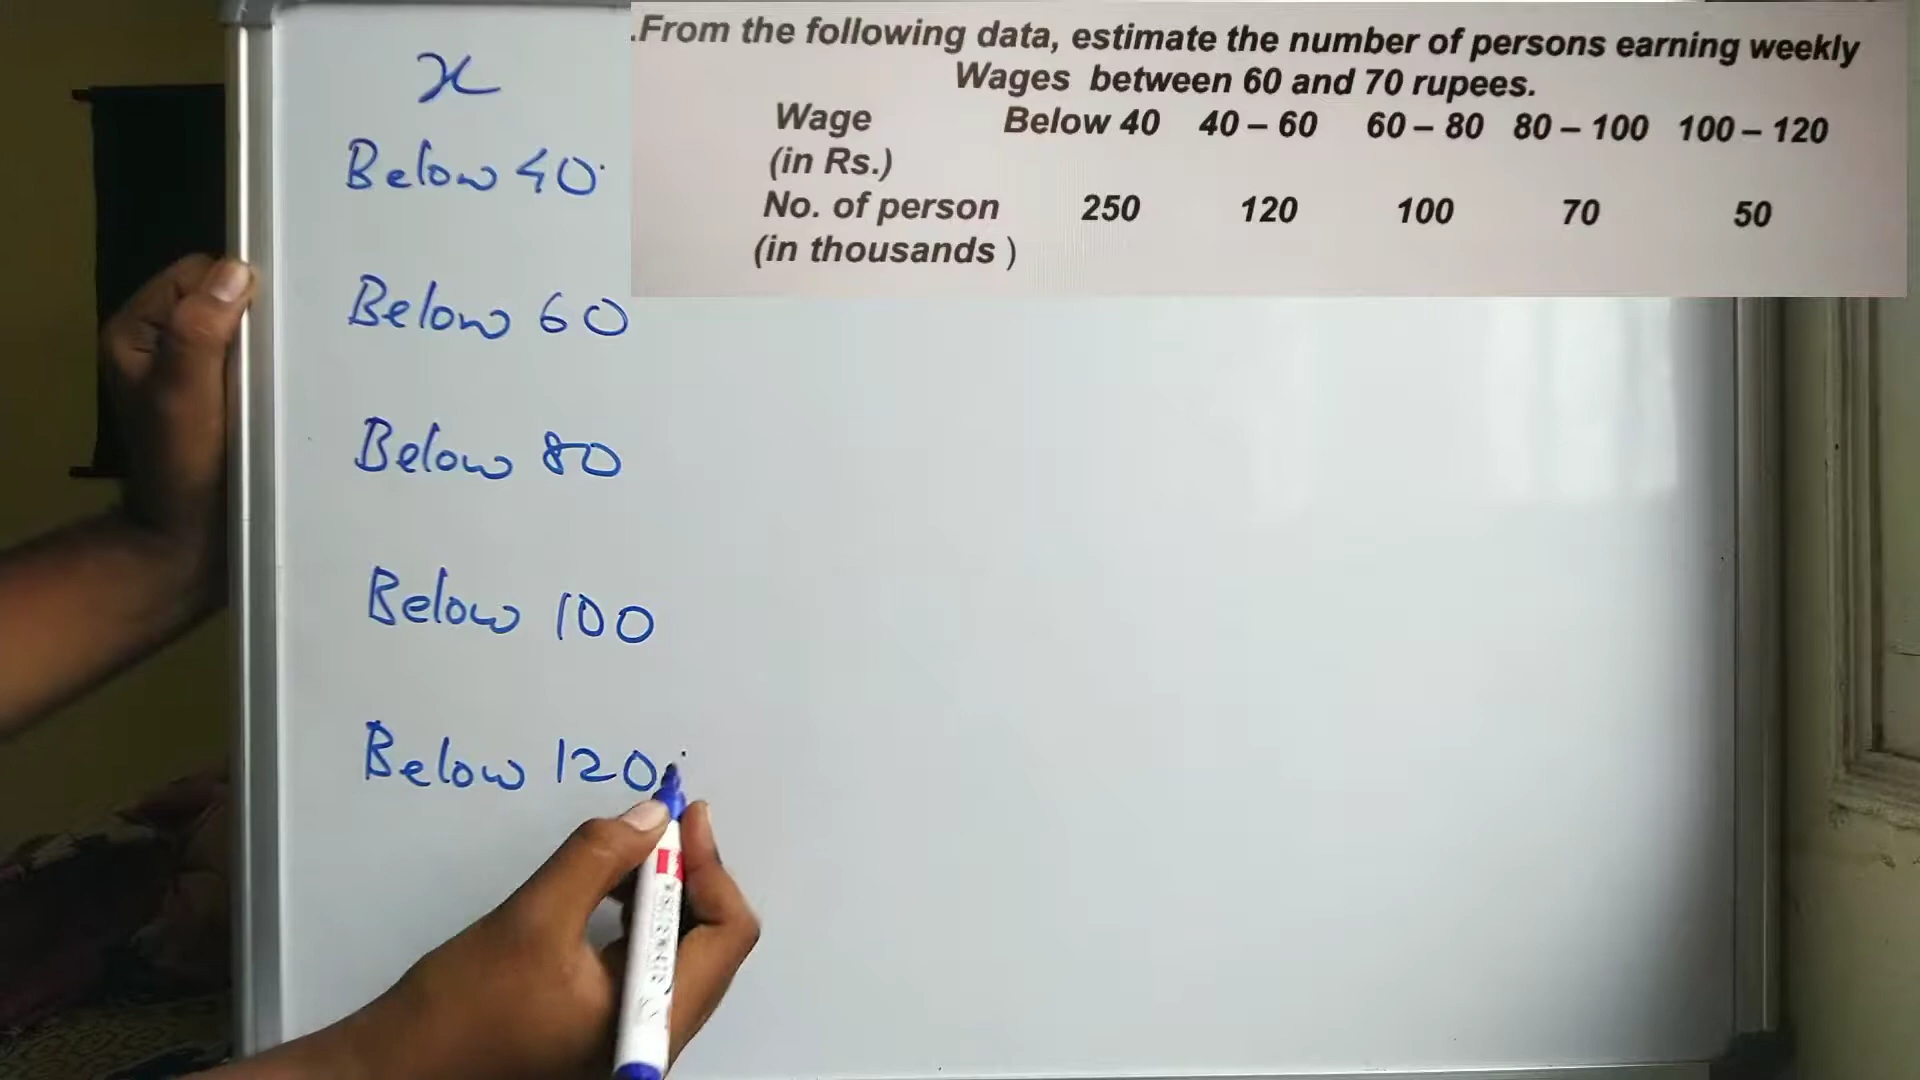 .From the following data, estimate the number of persons earning weekly
Wages between 60 and 70 rupees.
Wage Below 40 40 – 60 60 – 80 80 – 100 100 – 120
(in Rs.)
No. of person 250 120 100 70 50
(in thousands )
x
Below 40
Below 60
Below 80
Below 100
Below 120